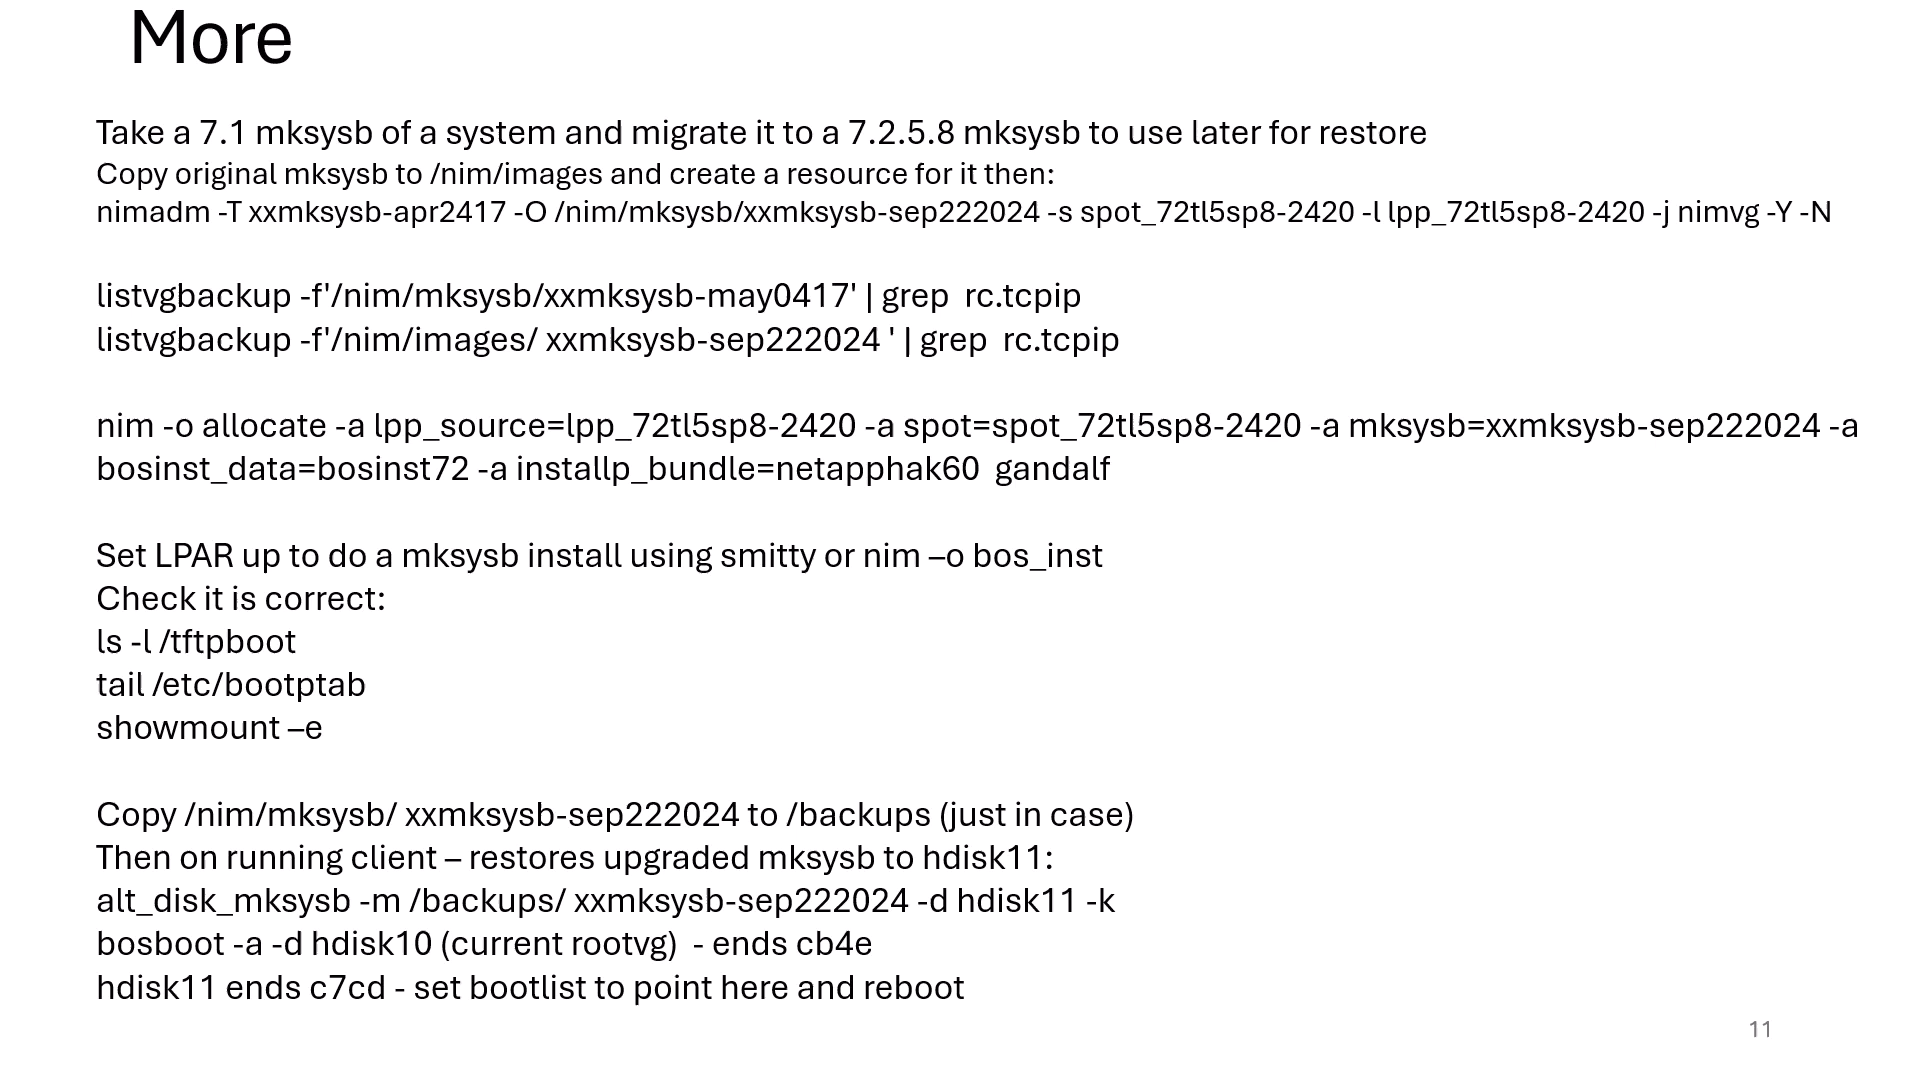 More
Take a 7.1 mksysb of a system and migrate it to a 7.2.5.8 mksysb to use later for restore
Copy original mksysb to /nim/images and create a resource for it then:
nimadm -T xxmksysb-apr2417 -O /nim/mksysb/xxmksysb-sep222024 -s spot_72tl5sp8-2420 -l lpp_72tl5sp8-2420 -j nimvg -Y -N
listvgbackup -f'/nim/mksysb/xxmksysb-may0417' | grep  rc.tcpip
listvgbackup -f'/nim/images/ xxmksysb-sep222024 ' | grep  rc.tcpip
nim -o allocate -a lpp_source=lpp_72tl5sp8-2420 -a spot=spot_72tl5sp8-2420 -a mksysb=xxmksysb-sep222024 -a
bosinst_data=bosinst72 -a installp_bundle=netapphak60  gandalf
Set LPAR up to do a mksysb install using smitty or nim –o bos_inst
Check it is correct:
ls -l /tftpboot
tail /etc/bootptab
showmount –e
Copy /nim/mksysb/ xxmksysb-sep222024 to /backups (just in case)
Then on running client – restores upgraded mksysb to hdisk11:
alt_disk_mksysb -m /backups/ xxmksysb-sep222024 -d hdisk11 -k
bosboot -a -d hdisk10 (current rootvg)  - ends cb4e
hdisk11 ends c7cd - set bootlist to point here and reboot
11